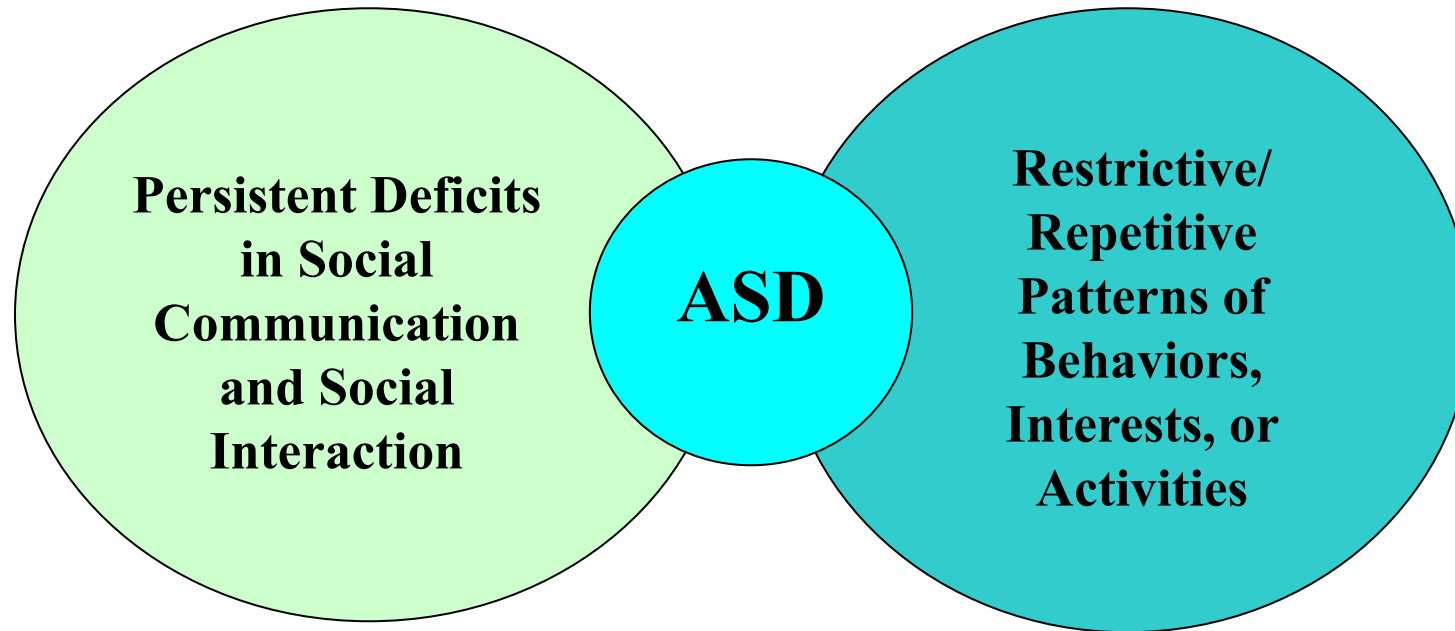 Persistent Deficits
in Social
Communication
and Social
Interaction
ASD
Restrictive/
Repetitive
Patterns of
Behaviors,
Interests, or
Activities